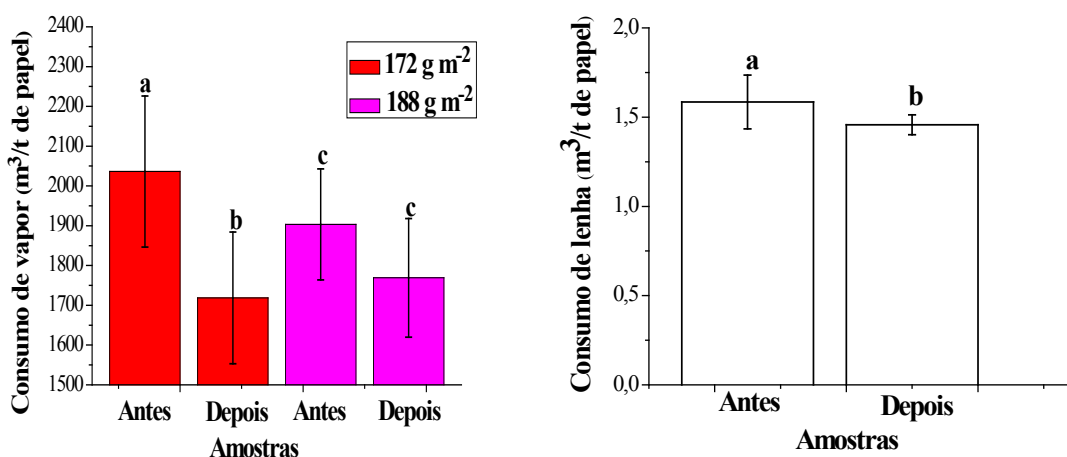 Consumo de vapor (m³/t de papel)
2400
2300
2200
2100
2000
1900
1800
1700
1600
1500
172 g m⁻²
188 g m⁻²
a
b
c
c
Antes Depois Antes Depois
Amostras
Consumo de lenha (m³/t de papel)
2,0
1,5
1,0
0,5
0,0
a
b
Antes Depois
Amostras